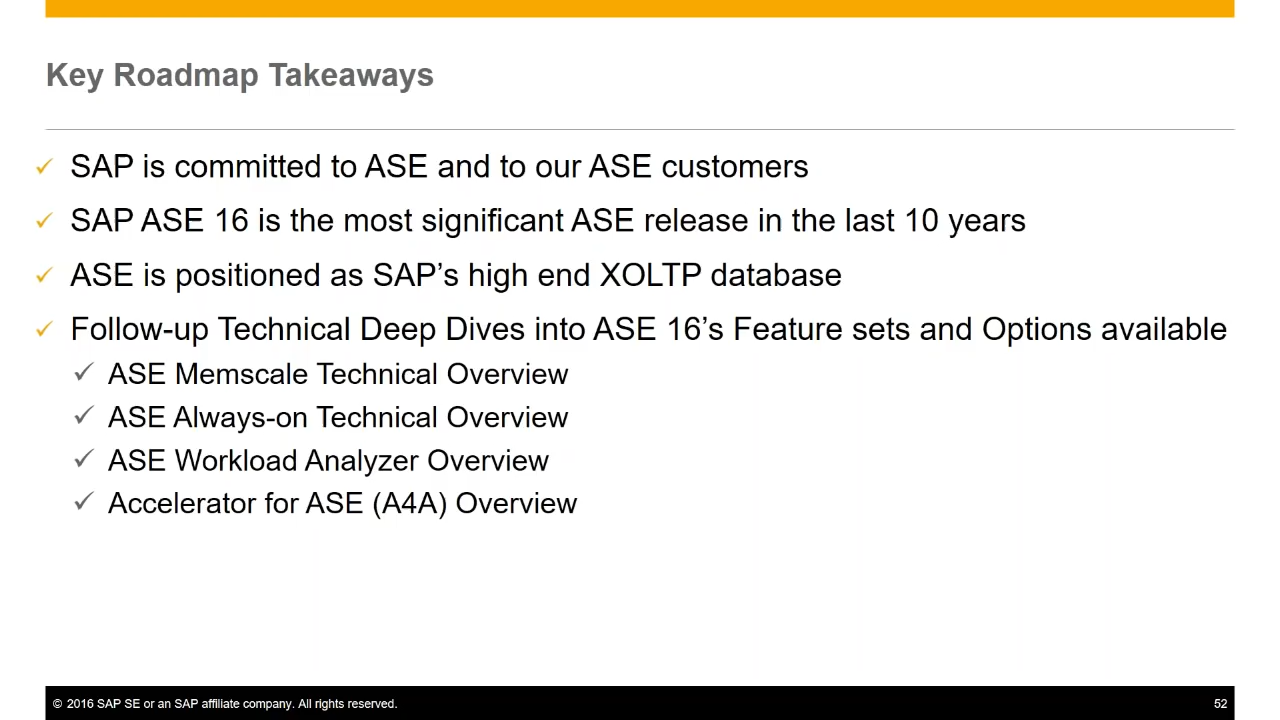 Key Roadmap Takeaways
✓ SAP is committed to ASE and to our ASE customers
✓ SAP ASE 16 is the most significant ASE release in the last 10 years
✓ ASE is positioned as SAP’s high end XOLTP database
✓ Follow-up Technical Deep Dives into ASE 16’s Feature sets and Options available
✓ ASE Memscale Technical Overview
✓ ASE Always-on Technical Overview
✓ ASE Workload Analyzer Overview
✓ Accelerator for ASE (A4A) Overview
© 2016 SAP SE or an SAP affiliate company. All rights reserved.
52